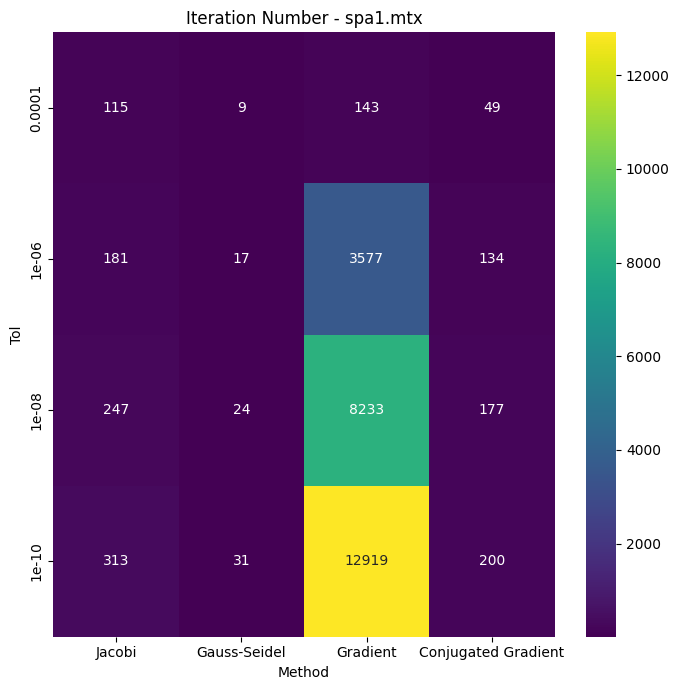 Iteration Number - spa1.mtx
0.0001 115 9 143 49
1e-06 181 17 3577 134
1e-08 247 24 8233 177
1e-10 313 31 12919 200
Tol
Jacobi Gauss-Seidel Gradient Conjugated Gradient
Method
12000
10000
8000
6000
4000
2000